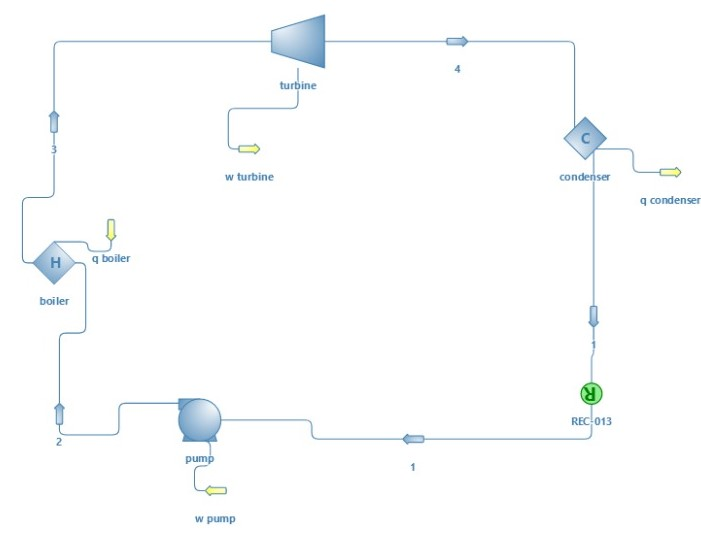 turbine
4
w turbine
C
condenser
q condenser
3
q boiler
H
boiler
1
R
REC-013
2
pump
1
w pump